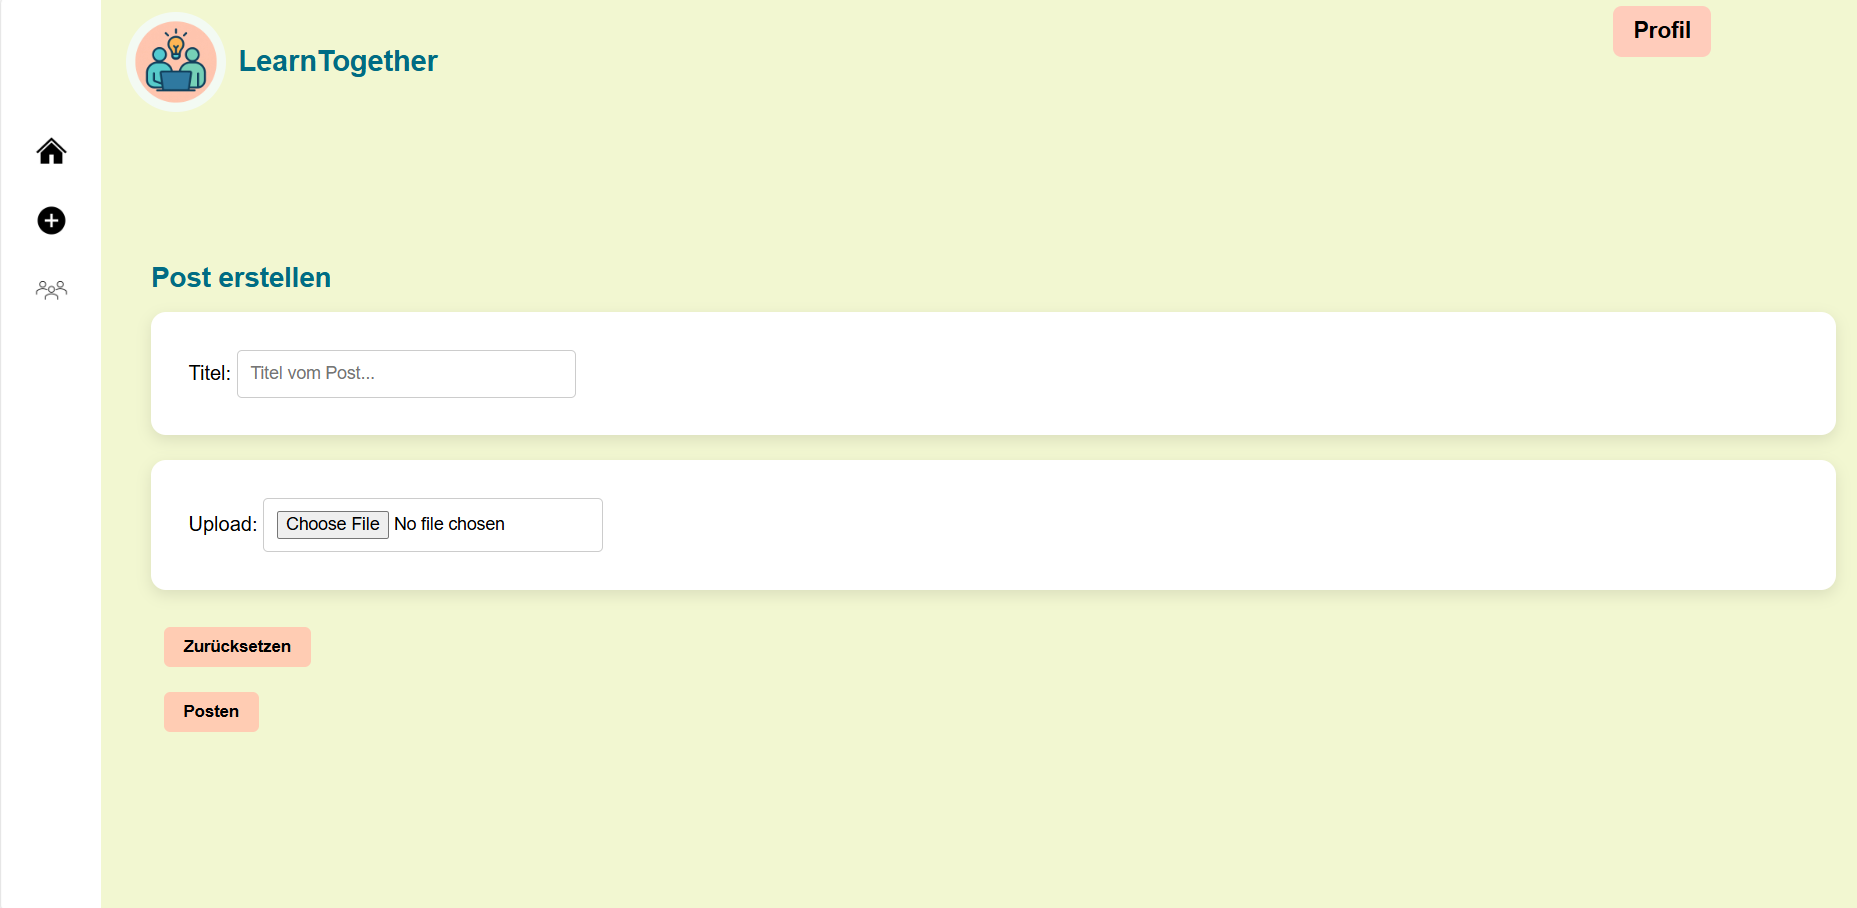 LearnTogether
Profil
Post erstellen
Titel: Titel vom Post...
Upload: Choose File No file chosen
Zurücksetzen
Posten